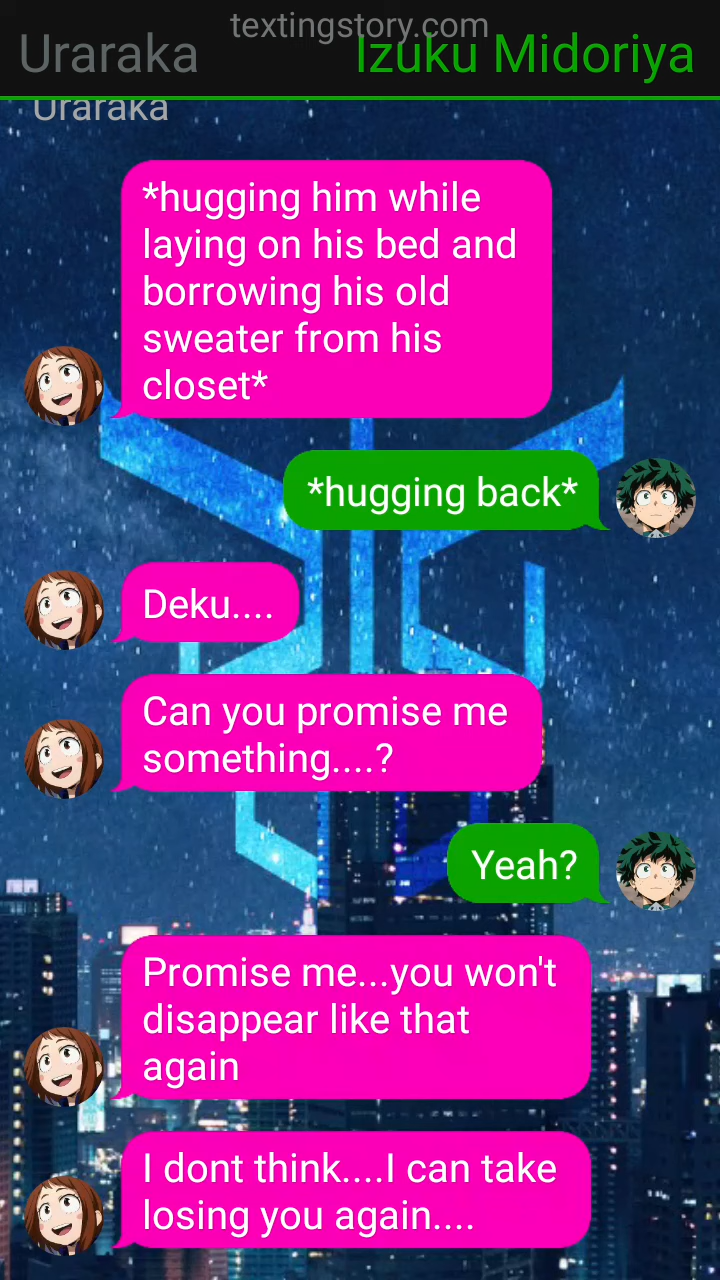 textingstory.com
Uraraka
Izuku Midoriya
Uraraka
*hugging him while
laying on his bed and
borrowing his old
sweater from his
closet*
*hugging back*
Deku....
Can you promise me
something....?
Yeah?
Promise me...you won't
disappear like that
again
I dont think....I can take
losing you again....